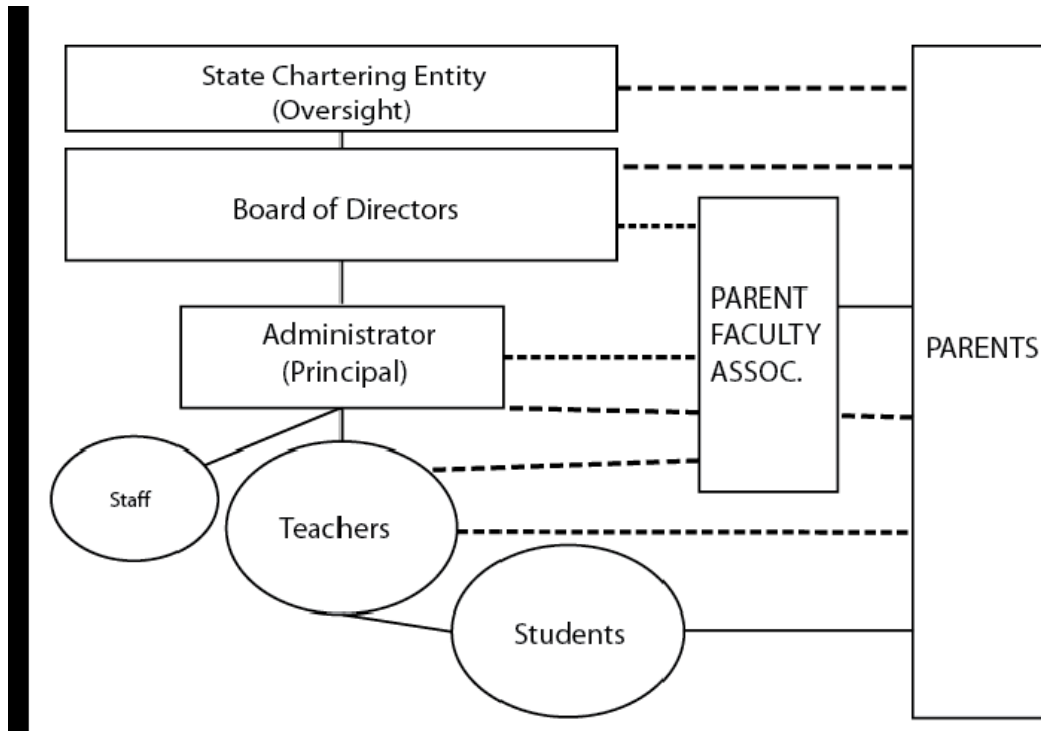 State Chartering Entity
(Oversight)
Board of Directors
Administrator
(Principal)
PARENT
FACULTY
ASSOC.
PARENTS
Staff
Teachers
Students